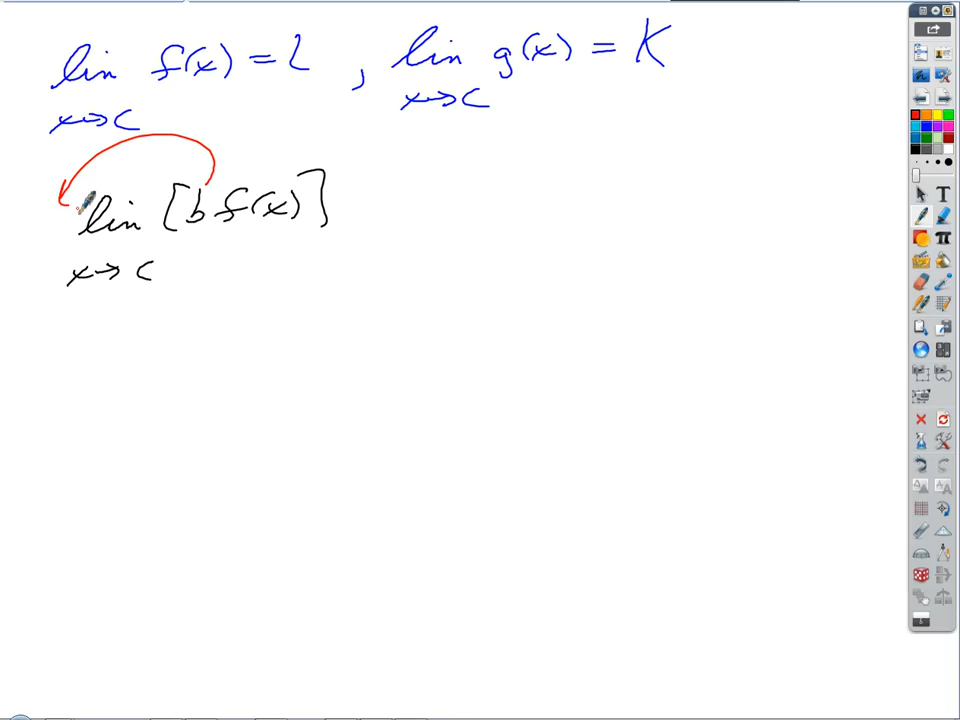 lim f(x) = L , lim g(x) = K
x→c x→c
lim [b f(x)]
x→c